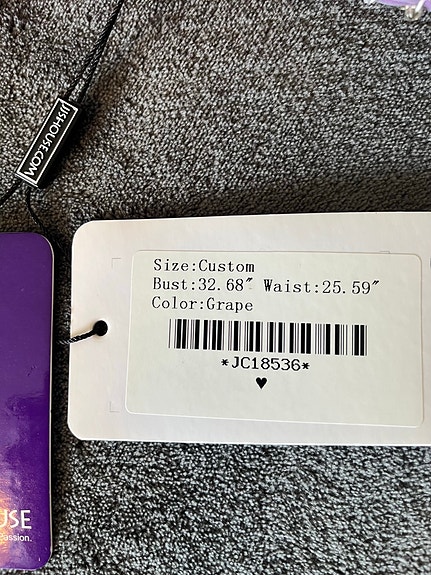 JJSHOUSE.COM
Size:Custom
Bust:32.68″ Waist:25.59″
Color:Grape
*JC18536*
♥
USE
assion.